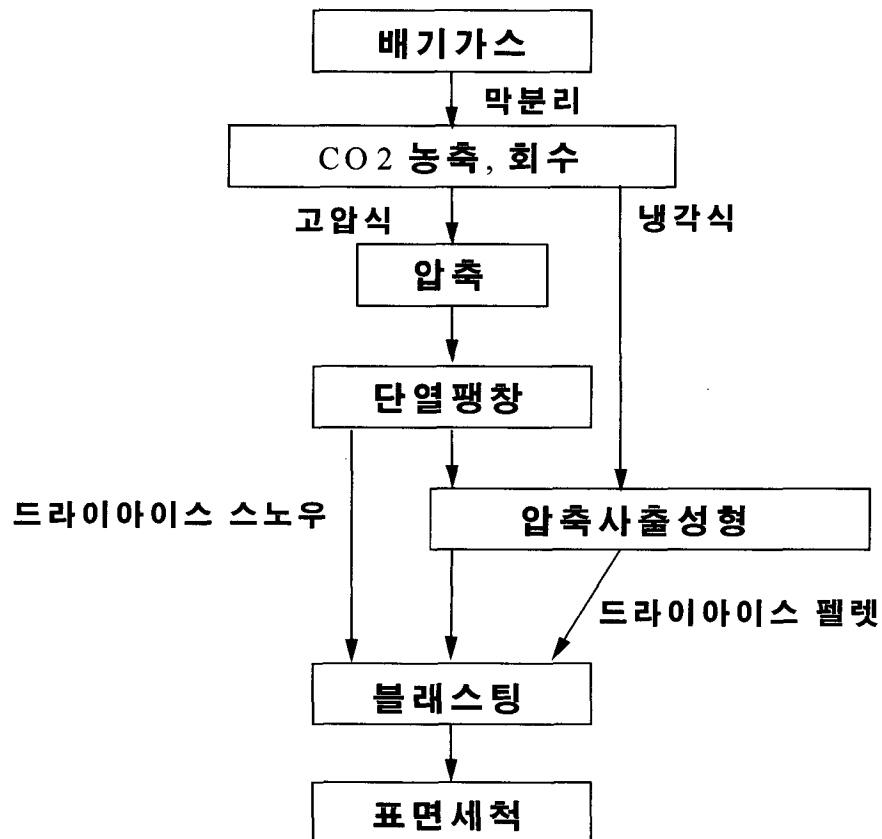 배기가스
막분리
CO2 농축, 회수
고압식
냉각식
압축
단열팽창
드라이아이스 스노우
압축사출성형
드라이아이스 펠렛
블래스팅
표면세척